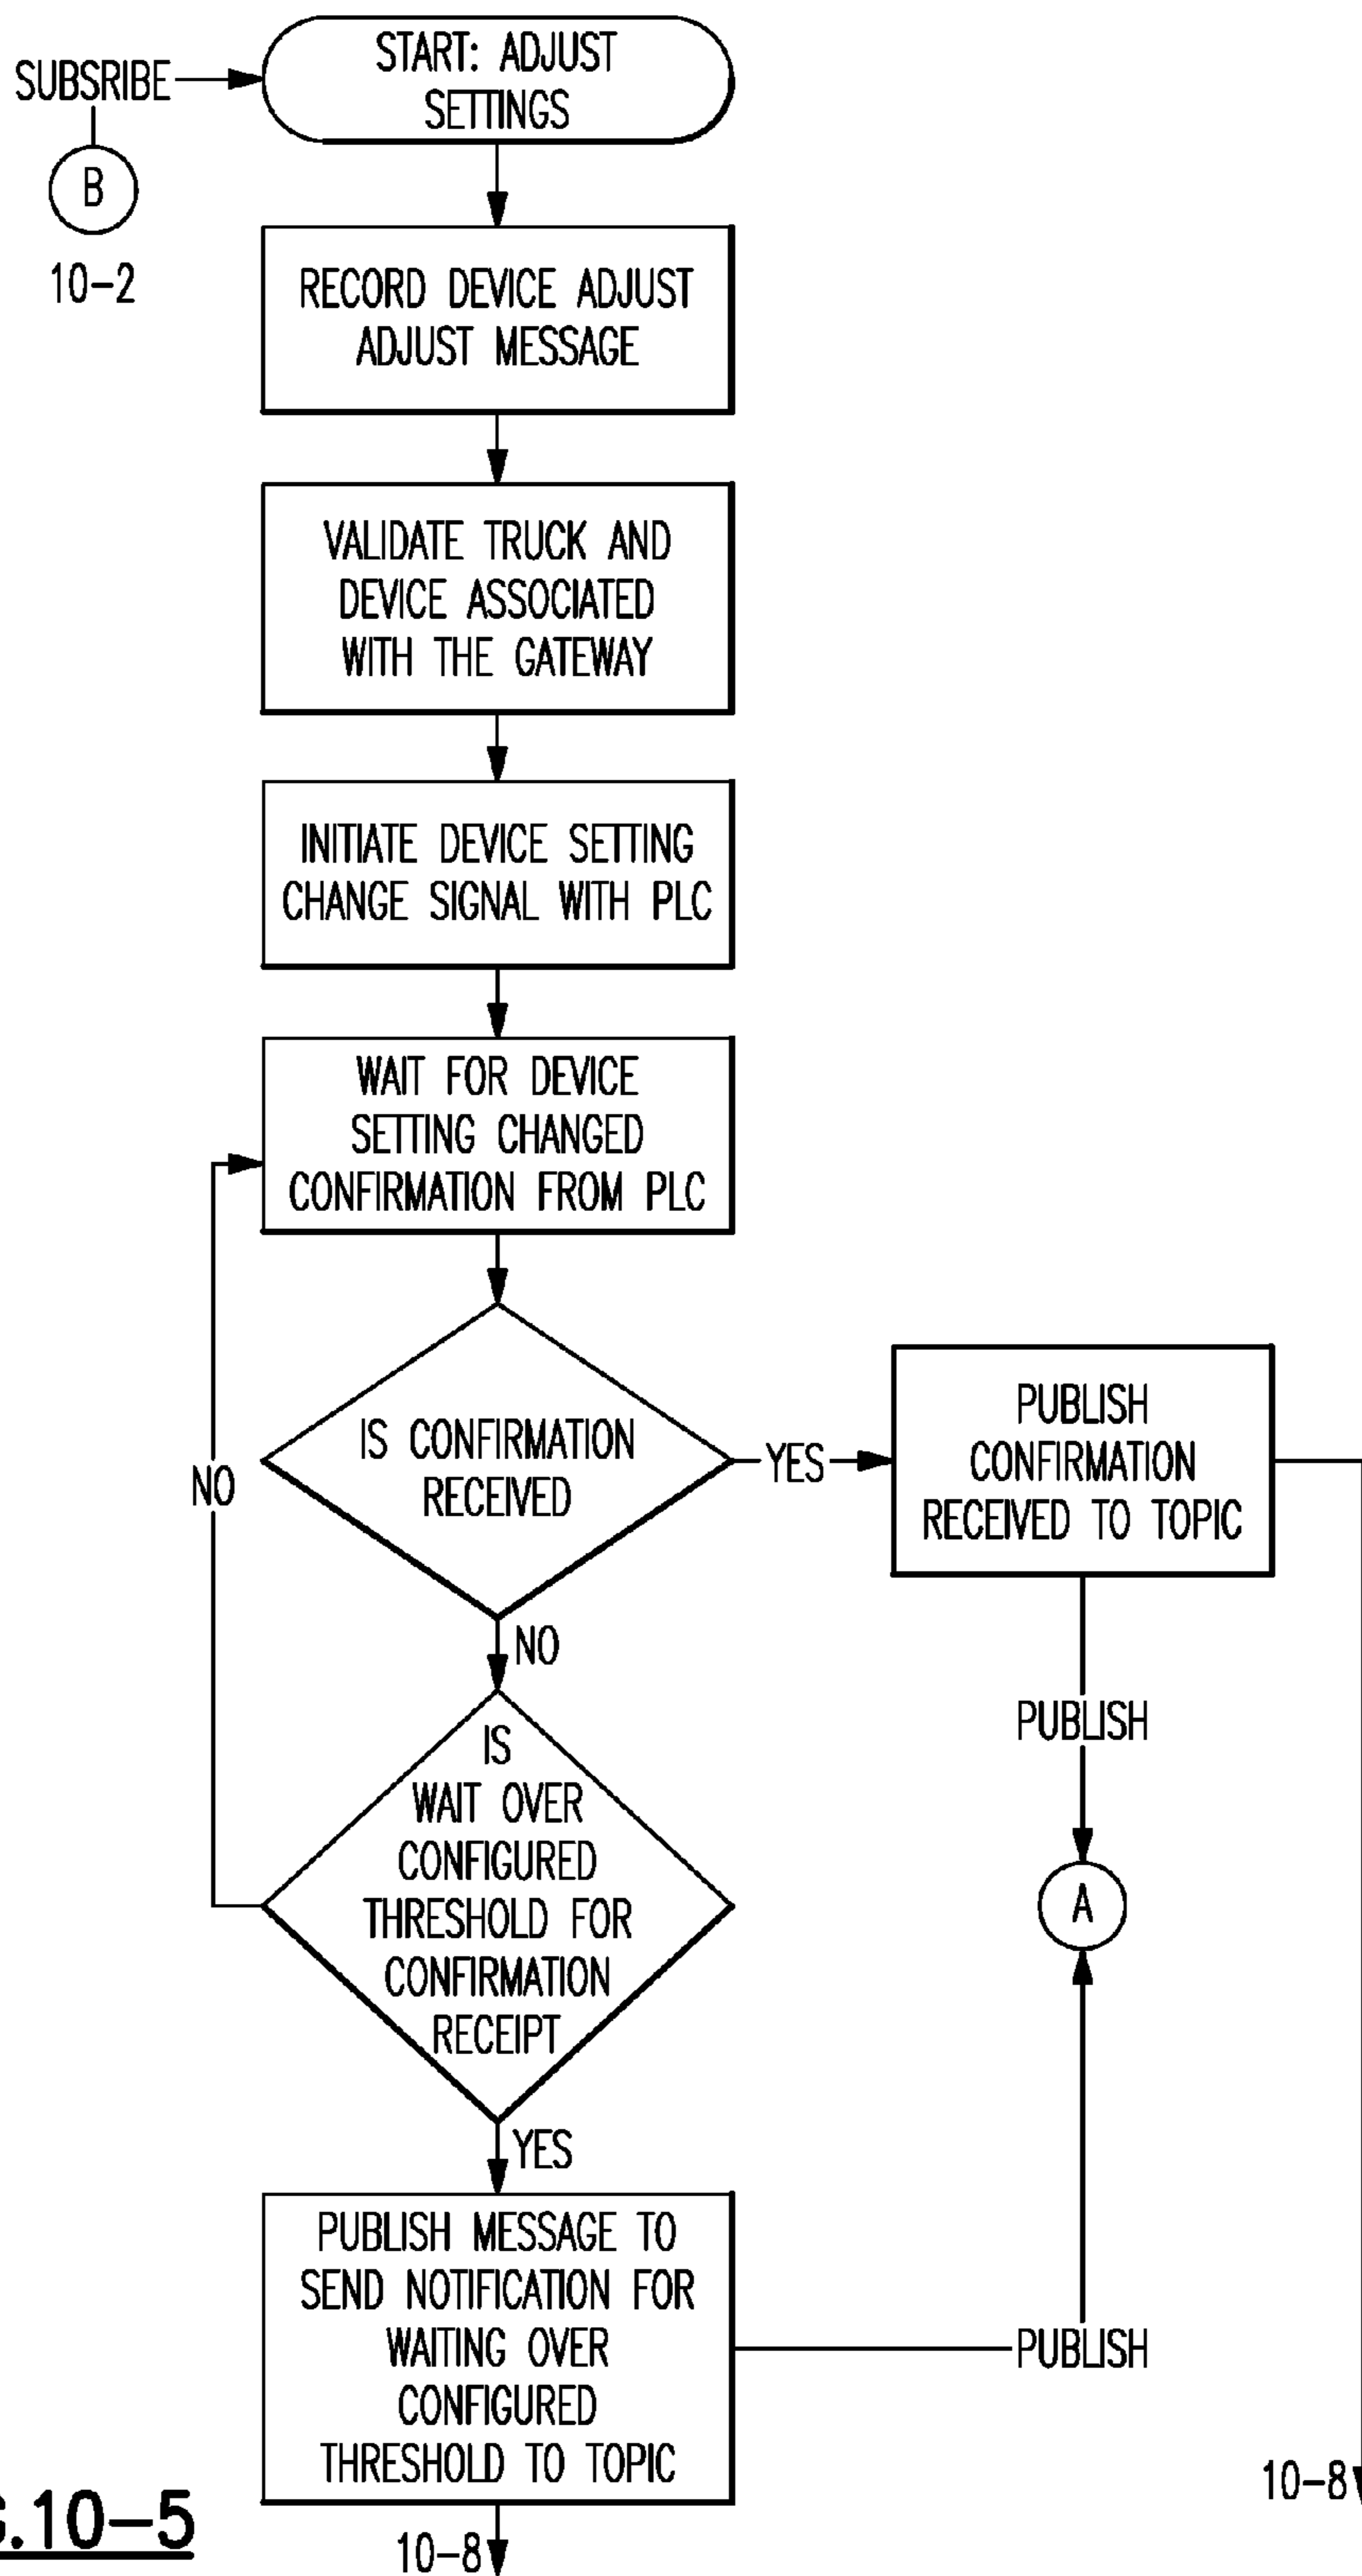 START: ADJUST
SETTINGS
SUBSRIBE
B
10-2
RECORD DEVICE ADJUST
ADJUST MESSAGE
VALIDATE TRUCK AND
DEVICE ASSOCIATED
WITH THE GATEWAY
INITIATE DEVICE SETTING
CHANGE SIGNAL WITH PLC
WAIT FOR DEVICE
SETTING CHANGED
CONFIRMATION FROM PLC
IS CONFIRMATION
RECEIVED
YES
PUBLISH
CONFIRMATION
RECEIVED TO TOPIC
NO
NO
PUBLISH
IS
WAIT OVER
CONFIGURED
THRESHOLD FOR
CONFIRMATION
RECEIPT
A
YES
PUBLISH MESSAGE TO
SEND NOTIFICATION FOR
WAITING OVER
CONFIGURED
THRESHOLD TO TOPIC
PUBLISH
10-8
10-8
G.10-5